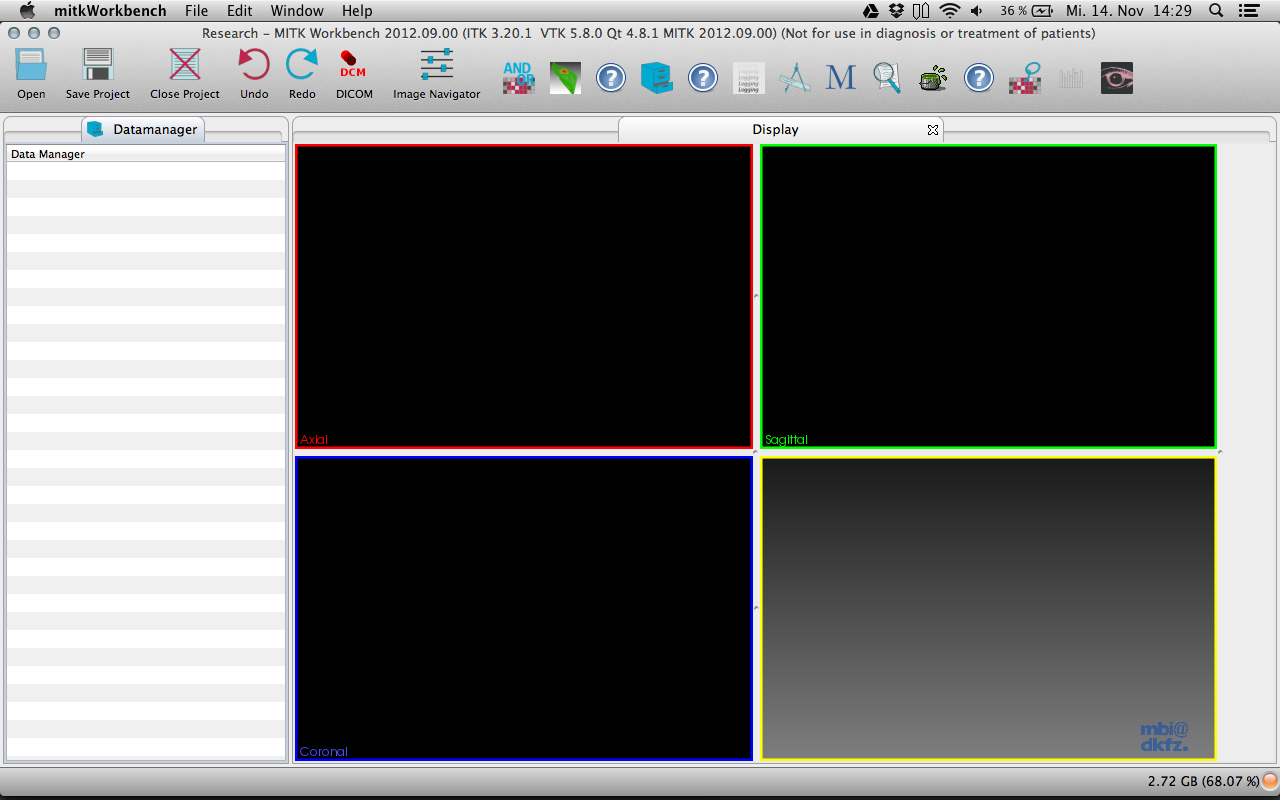 mitkWorkbench File Edit Window Help 36 % Mi. 14. Nov 14:29
Research – MITK Workbench 2012.09.00 (ITK 3.20.1 VTK 5.8.0 Qt 4.8.1 MITK 2012.09.00) (Not for use in diagnosis or treatment of patients)
DCM
AND
OR
Logging
Logging
Logging
M
Open Save Project Close Project Undo Redo DICOM Image Navigator
Datamanager
Display
Data Manager
Axial
Sagittal
Coronal
mbi@
dkfz.
2.72 GB (68.07 %)